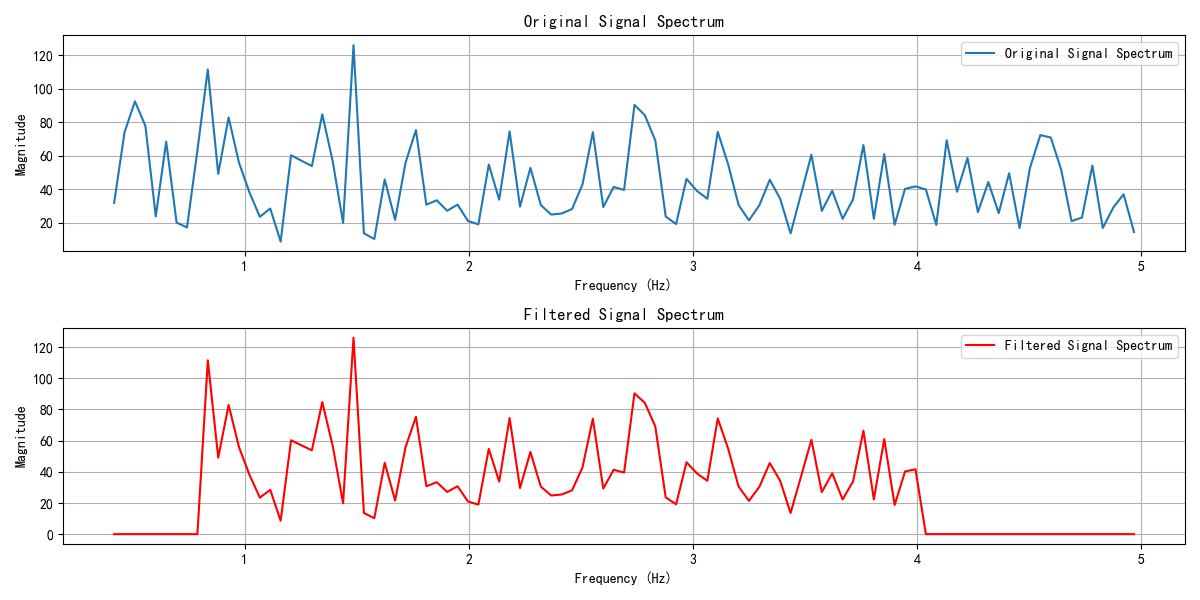 Original Signal Spectrum
Original Signal Spectrum
120
100
80
60
40
20
Magnitude
1 2 3 4 5
Frequency (Hz)
Filtered Signal Spectrum
Filtered Signal Spectrum
120
100
80
60
40
20
0
Magnitude
1 2 3 4 5
Frequency (Hz)